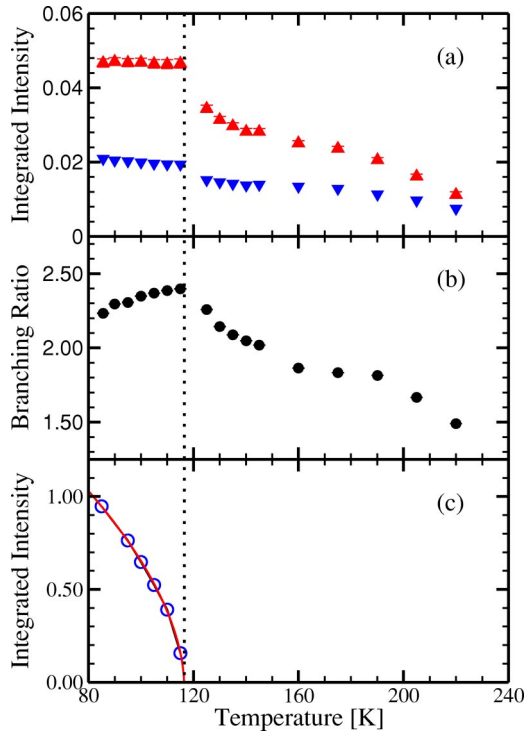 0.06
(a)
0.04
0.02
0
Integrated Intensity
2.50
(b)
2.00
1.50
Branching Ratio
1.00
(c)
0.50
0.00
Integrated Intensity
80 120 160 200 240
Temperature [K]